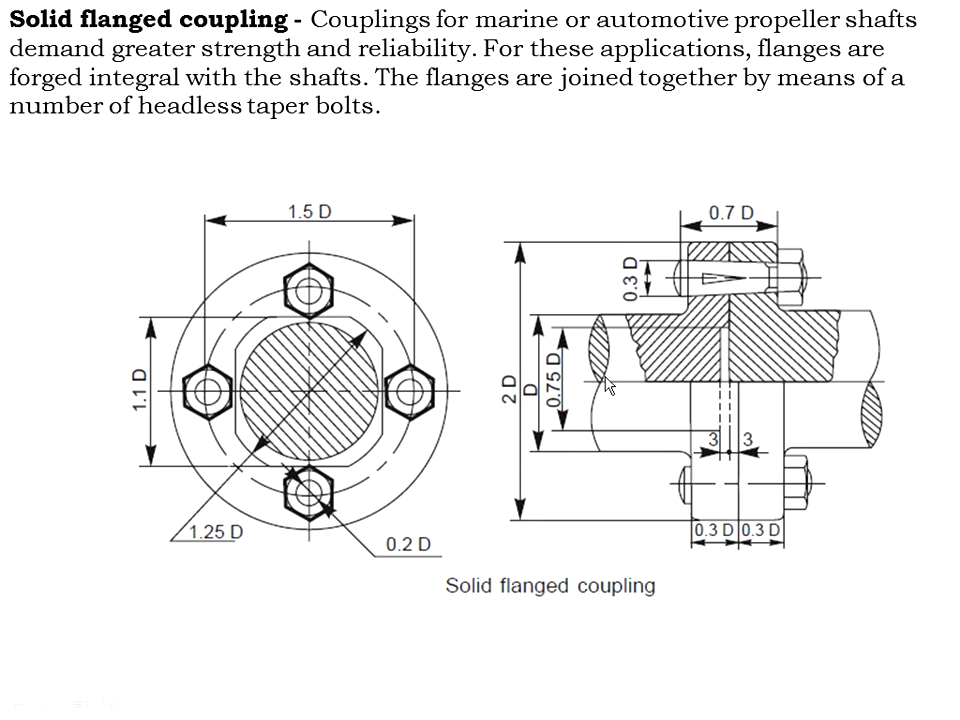 Solid flanged coupling - Couplings for marine or automotive propeller shafts
demand greater strength and reliability. For these applications, flanges are
forged integral with the shafts. The flanges are joined together by means of a
number of headless taper bolts.
1.5 D
1.1 D
1.25 D
0.2 D
0.7 D
0.3 D
2 D
D
0.75 D
3
3
0.3 D
0.3 D
Solid flanged coupling